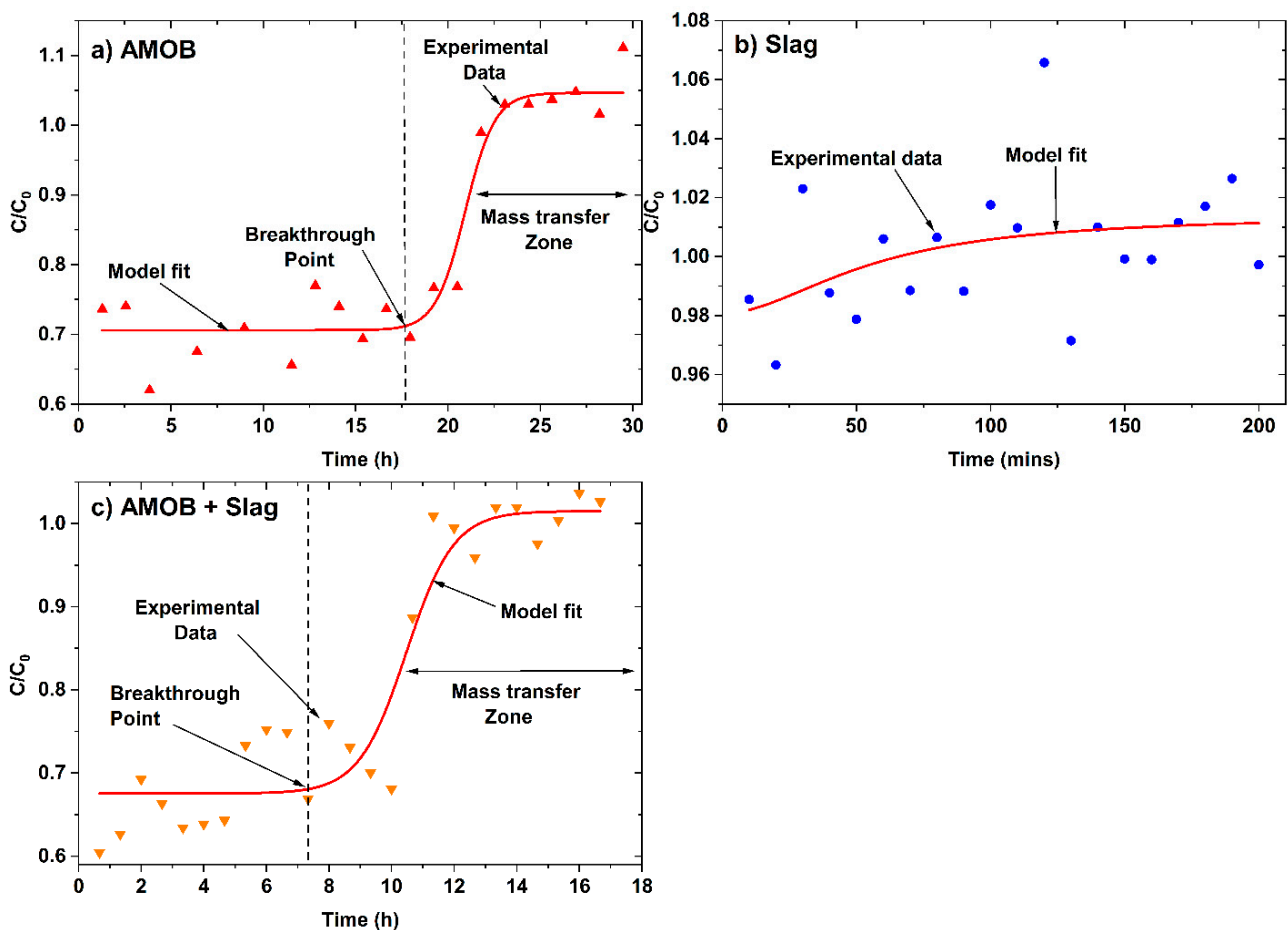 a) AMOB
Experimental
Data
Mass transfer
Zone
Breakthrough
Point
Model fit
C/C₀
1.1
1.0
0.9
0.8
0.7
0.6
0 5 10 15 20 25 30
Time (h)
b) Slag
Experimental data
Model fit
C/C₀
1.08
1.06
1.04
1.02
1.00
0.98
0.96
0 50 100 150 200
Time (mins)
c) AMOB + Slag
Experimental
Data
Model fit
Breakthrough
Point
Mass transfer
Zone
C/C₀
1.0
0.9
0.8
0.7
0.6
0 2 4 6 8 10 12 14 16 18
Time (h)